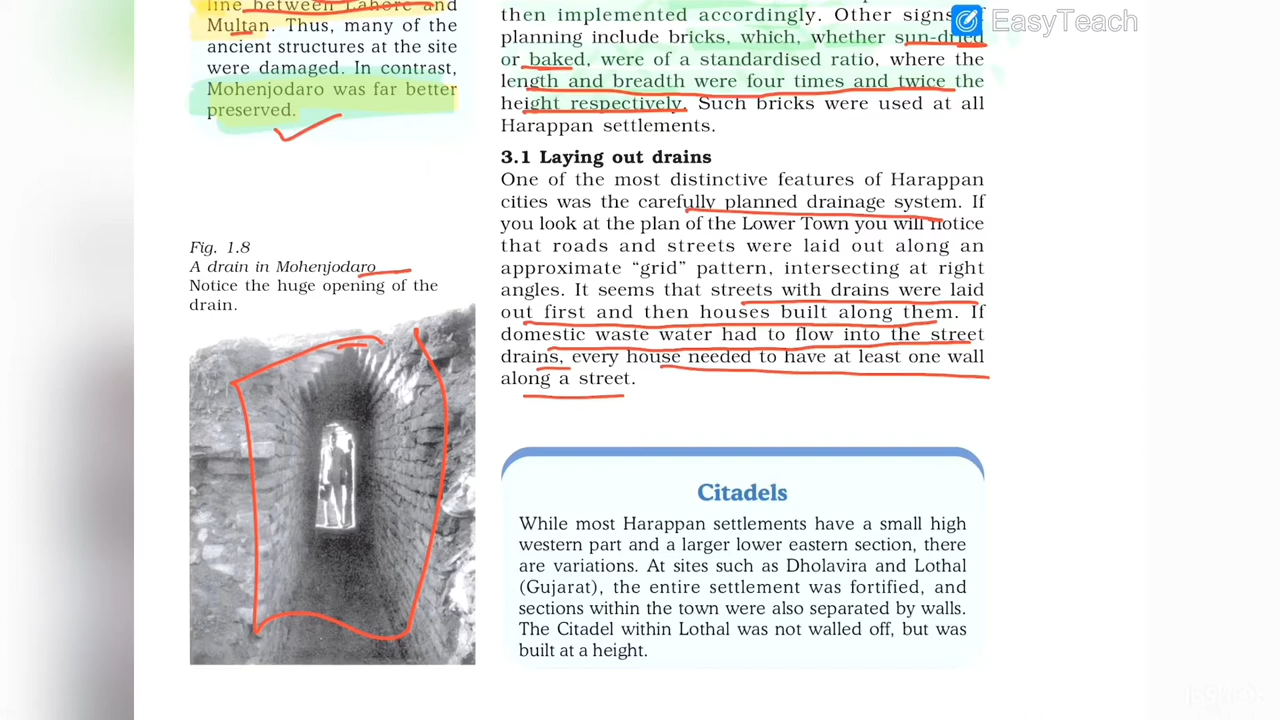 line between Lahore and
Multan. Thus, many of the
ancient structures at the site
were damaged. In contrast,
Mohenjodaro was far better
preserved.
Fig. 1.8
A drain in Mohenjodaro
Notice the huge opening of the
drain.
then implemented accordingly. Other signs of
planning include bricks, which, whether sun-dried
or baked, were of a standardised ratio, where the
length and breadth were four times and twice the
height respectively. Such bricks were used at all
Harappan settlements.
3.1 Laying out drains
One of the most distinctive features of Harappan
cities was the carefully planned drainage system. If
you look at the plan of the Lower Town you will notice
that roads and streets were laid out along an
approximate “grid” pattern, intersecting at right
angles. It seems that streets with drains were laid
out first and then houses built along them. If
domestic waste water had to flow into the street
drains, every house needed to have at least one wall
along a street.
Citadels
While most Harappan settlements have a small high
western part and a larger lower eastern section, there
are variations. At sites such as Dholavira and Lothal
(Gujarat), the entire settlement was fortified, and
sections within the town were also separated by walls.
The Citadel within Lothal was not walled off, but was
built at a height.
EasyTeach